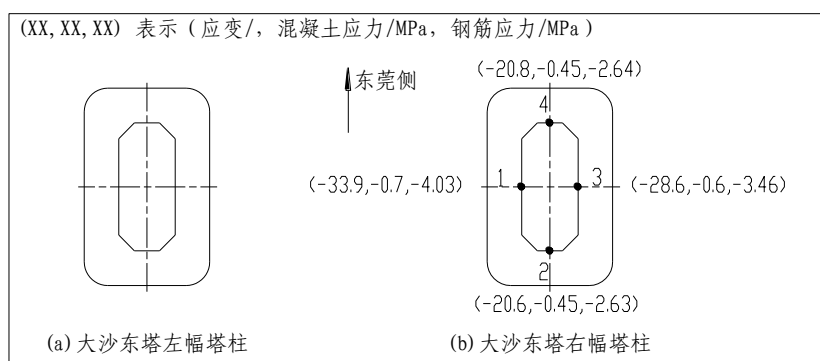 (XX,XX,XX) 表示(应变/,混凝土应力/MPa,钢筋应力/MPa)
东莞侧
(-20.8,-0.45,-2.64)
4
(-33.9,-0.7,-4.03) 1 3 (-28.6,-0.6,-3.46)
2
(-20.6,-0.45,-2.63)
(a)大沙东塔左幅塔柱 (b)大沙东塔右幅塔柱